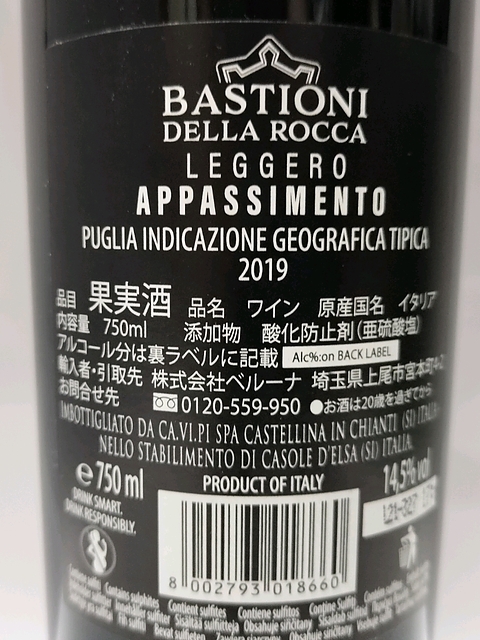 BASTIONI
DELLA ROCCA
LEGGERO
APPASSIMENTO
PUGLIA INDICAZIONE GEOGRAFICA TIPICA
2019
品目 果実酒 品名 ワイン 原産国名 イタリア
内容量 750ml 添加物 酸化防止剤(亜硫酸塩)
アルコール分は裏ラベルに記載 Alc%:on BACK LABEL
輸入者・引取先 株式会社ベルーナ 埼玉県上尾市宮本町4-2
お問合せ先 0120-559-950 ●お酒は20歳を過ぎてから
IMBOTTIGLIATO DA CA.VI.PI SPA CASTELLINA IN CHIANTI (SI) ITALIA
NELLO STABILIMENTO DI CASOLE D'ELSA (SI) ITALIA
PRODUCT OF ITALY
e 750 ml
14,5% vol
DRINK SMART.
DRINK RESPONSIBLY.
8 002793 018660
Contains sulphites
Contient sulfites Contiene sulfitos